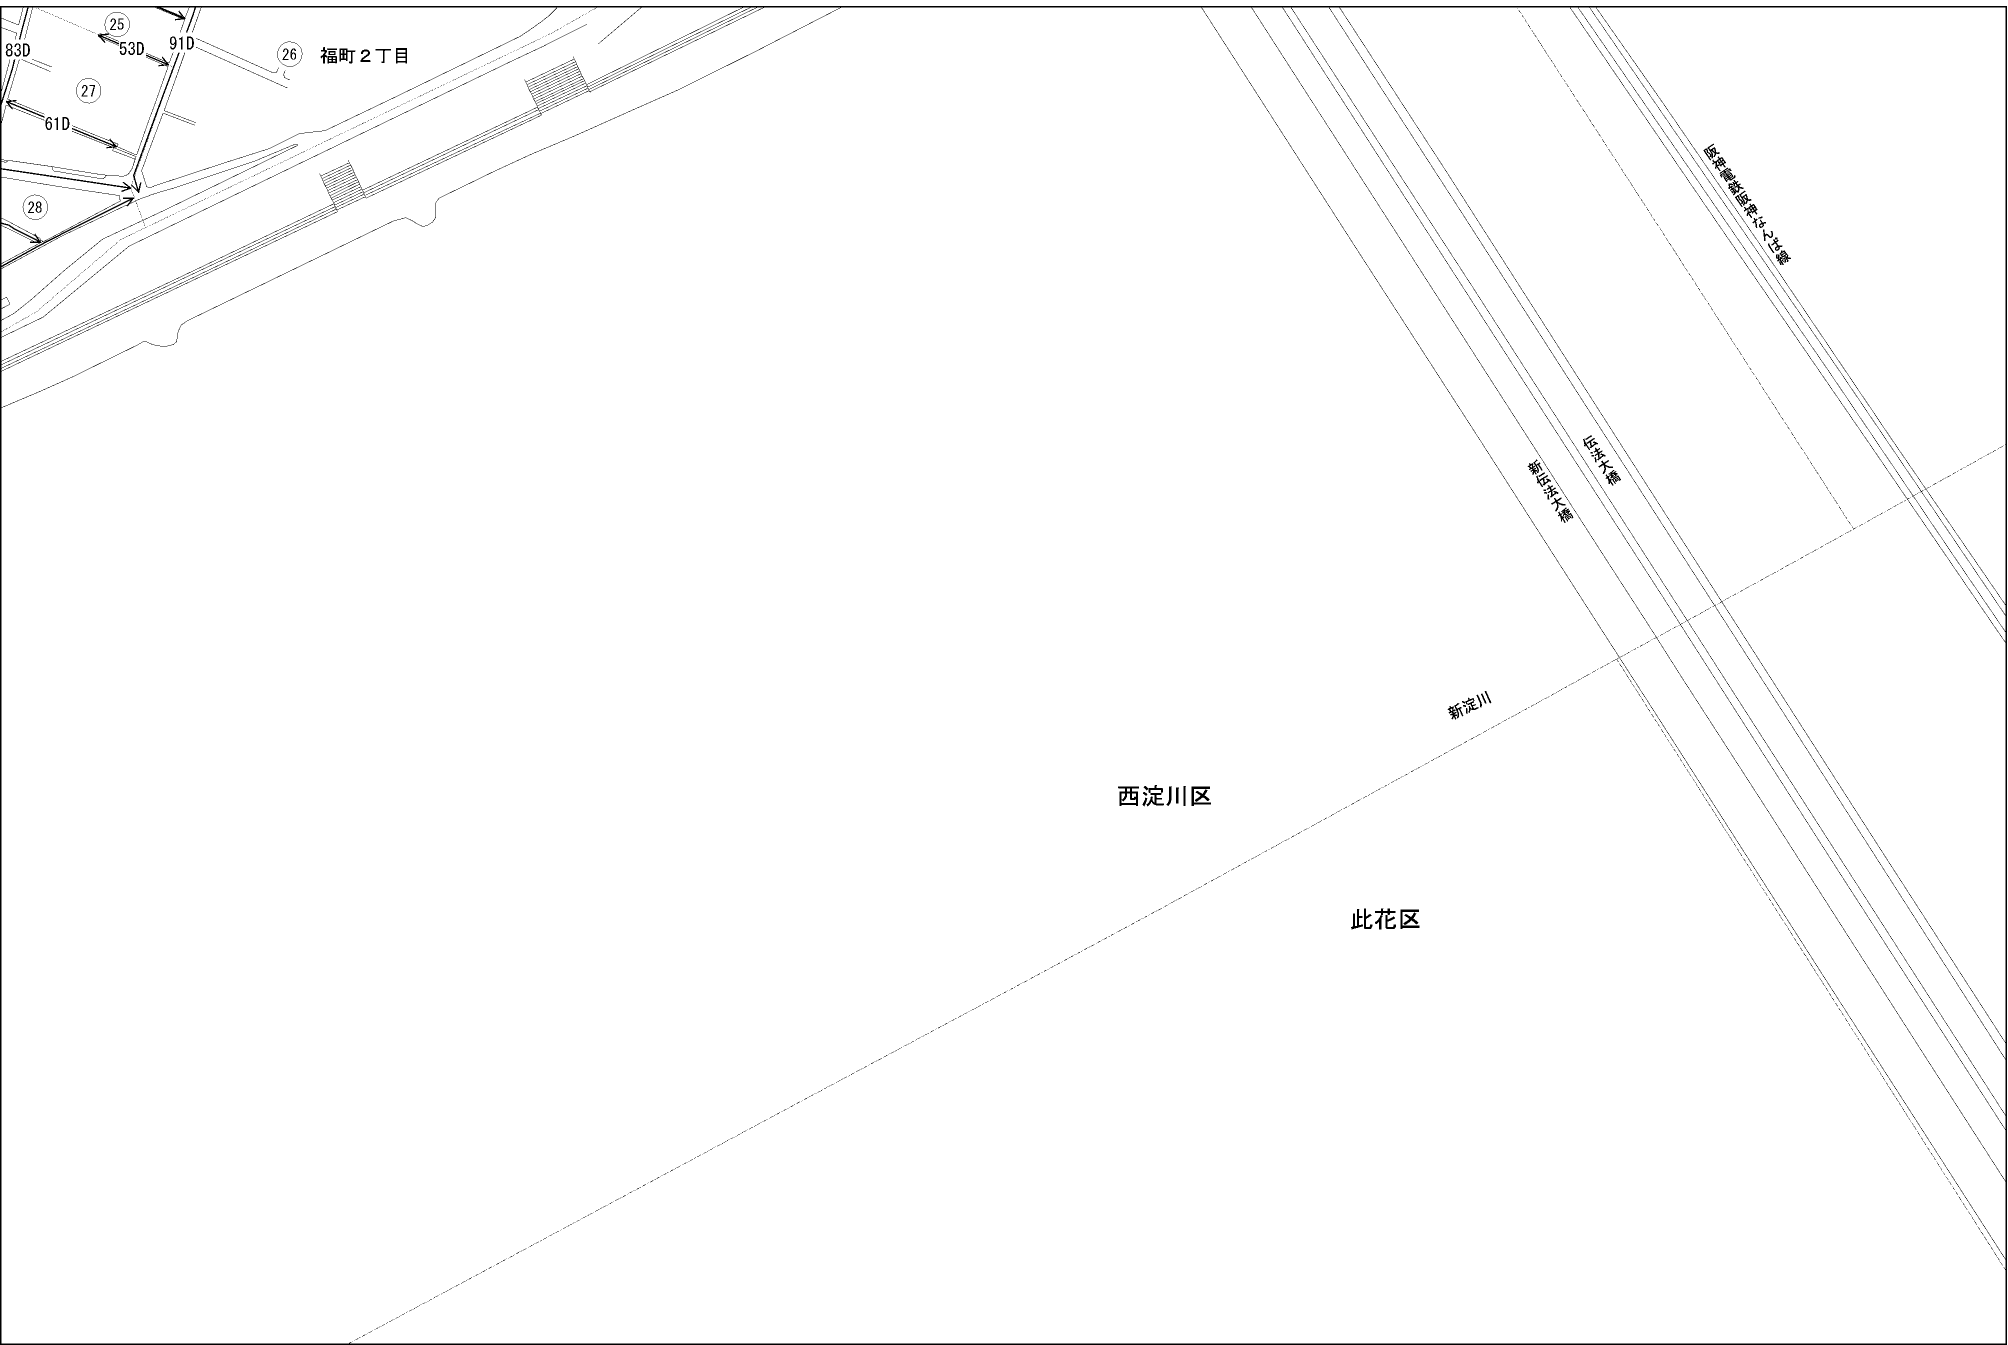 25
53D
91D
83D
26
福町2丁目
27
61D
28
阪神電鉄阪神なんば線
伝法大橋
新伝法大橋
新淀川
西淀川区
此花区